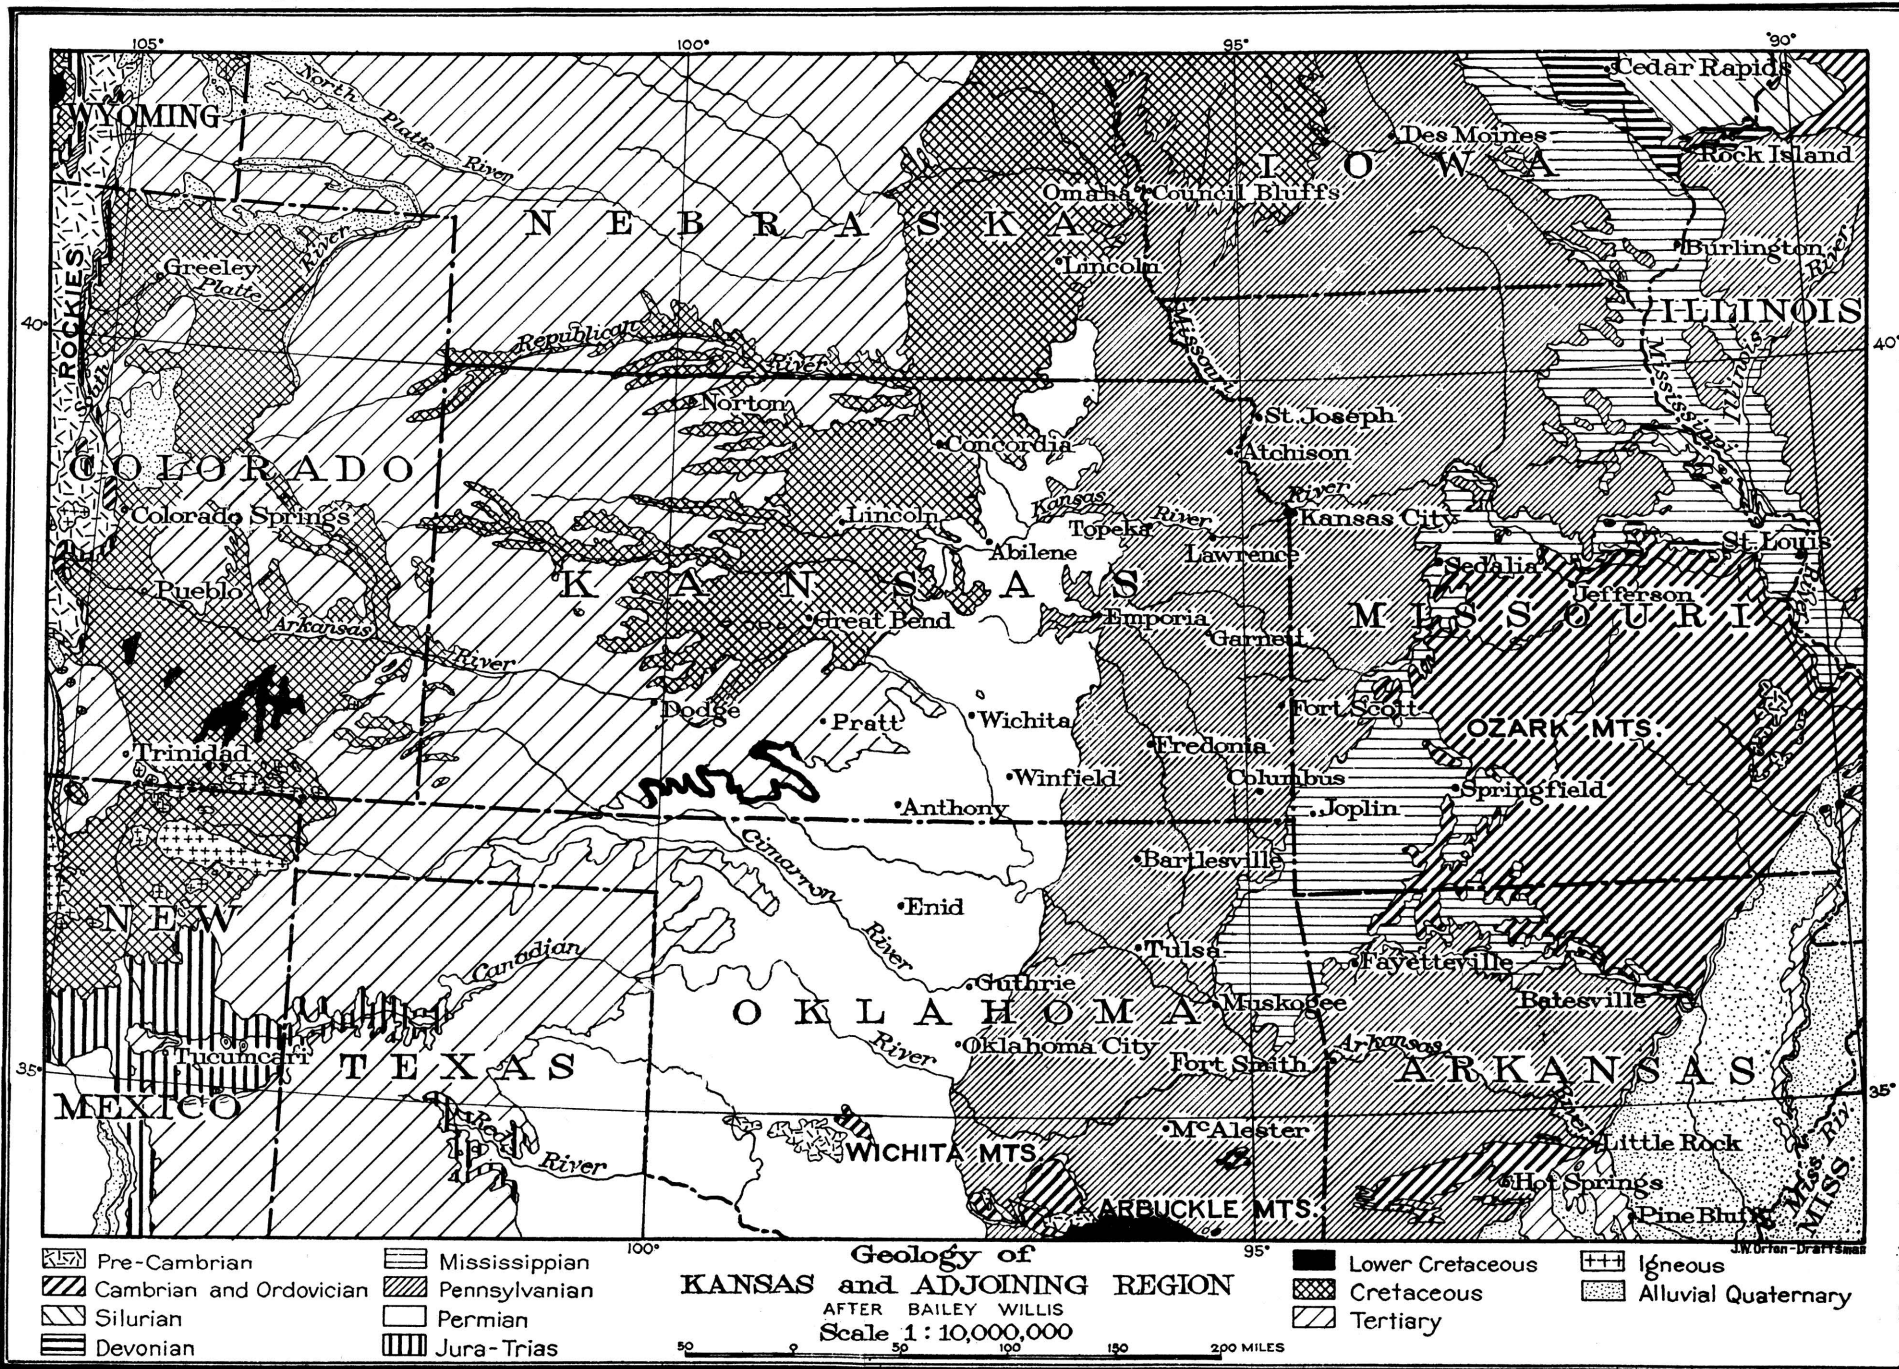 105°
100°
95°
90°
Cedar Rapids
WYOMING
North Platte River
Des Moines
IOWA
Rock Island
Omaha
Council Bluffs
NEBRASKA
Burlington
River
Lincoln
Greeley
South Platte River
ROCKIES
ILLINOIS
40°
40°
Republican River
Missouri
Mississippi
Illinois
Norton
St. Joseph
Concordia
Atchison
COLORADO
Kansas River
River
Colorado Springs
Lincoln
Topeka
Kansas City
Abilene
Lawrence
St. Louis
Sedalia
River
Pueblo
KANSAS
Jefferson
MISSOURI
Arkansas River
Great Bend
Emporia
Garnett
Dodge
Pratt
Wichita
Fort Scott
OZARK MTS.
Trinidad
Fredonia
Winfield
Columbus
Springfield
Anthony
Joplin
Cimarron River
Bartlesville
NEW
Enid
Canadian
Tulsa
Fayetteville
Guthrie
OKLAHOMA
Muskogee
Batesville
Tucumcari
TEXAS
River
Oklahoma City
Fort Smith
Arkansas
ARKANSAS
35°
35°
MEXICO
Red
River
River
McAlester
Little Rock
WICHITA MTS.
Hot Springs
Miss. Riv.
MISS.
ARBUCKLE MTS.
Pine Bluff
J.W. Orton-Draftsman
100°
95°
Pre-Cambrian
Cambrian and Ordovician
Silurian
Devonian
Mississippian
Pennsylvanian
Permian
Jura-Trias
Geology of
KANSAS and ADJOINING REGION
AFTER BAILEY WILLIS
Scale 1:10,000,000
50 0 50 100 150 200 MILES
Lower Cretaceous
Cretaceous
Tertiary
Igneous
Alluvial Quaternary